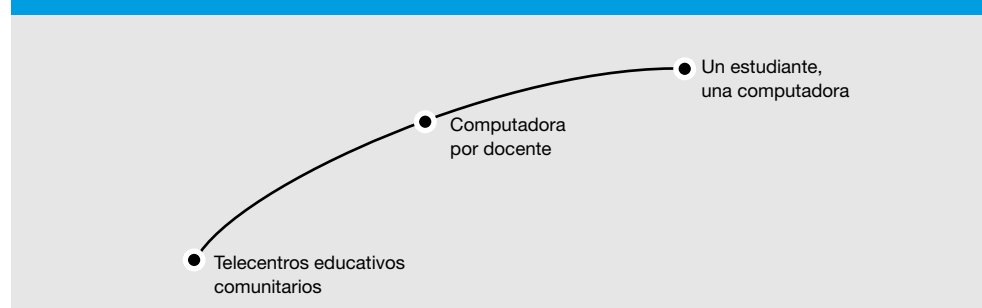 Un estudiante,
una computadora
Computadora
por docente
Telecentros educativos
comunitarios